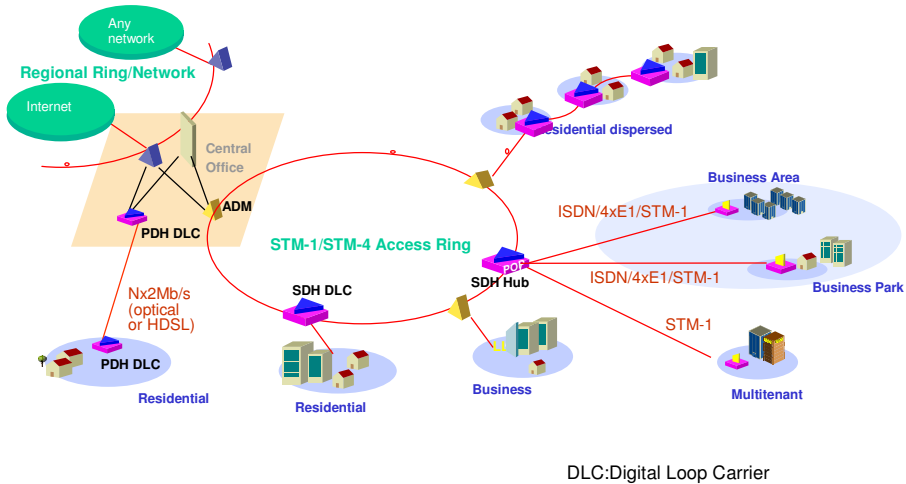 Any
network
Regional Ring/Network
Internet
Central
Office
ADM
PDH DLC
STM-1/STM-4 Access Ring
esidential dispersed
Business Area
ISDN/4xE1/STM-1
POP
SDH Hub
ISDN/4xE1/STM-1
Business Park
SDH DLC
Nx2Mb/s
(optical
or HDSL)
STM-1
PDH DLC
Residential
Residential
Business
Multitenant
DLC:Digital Loop Carrier